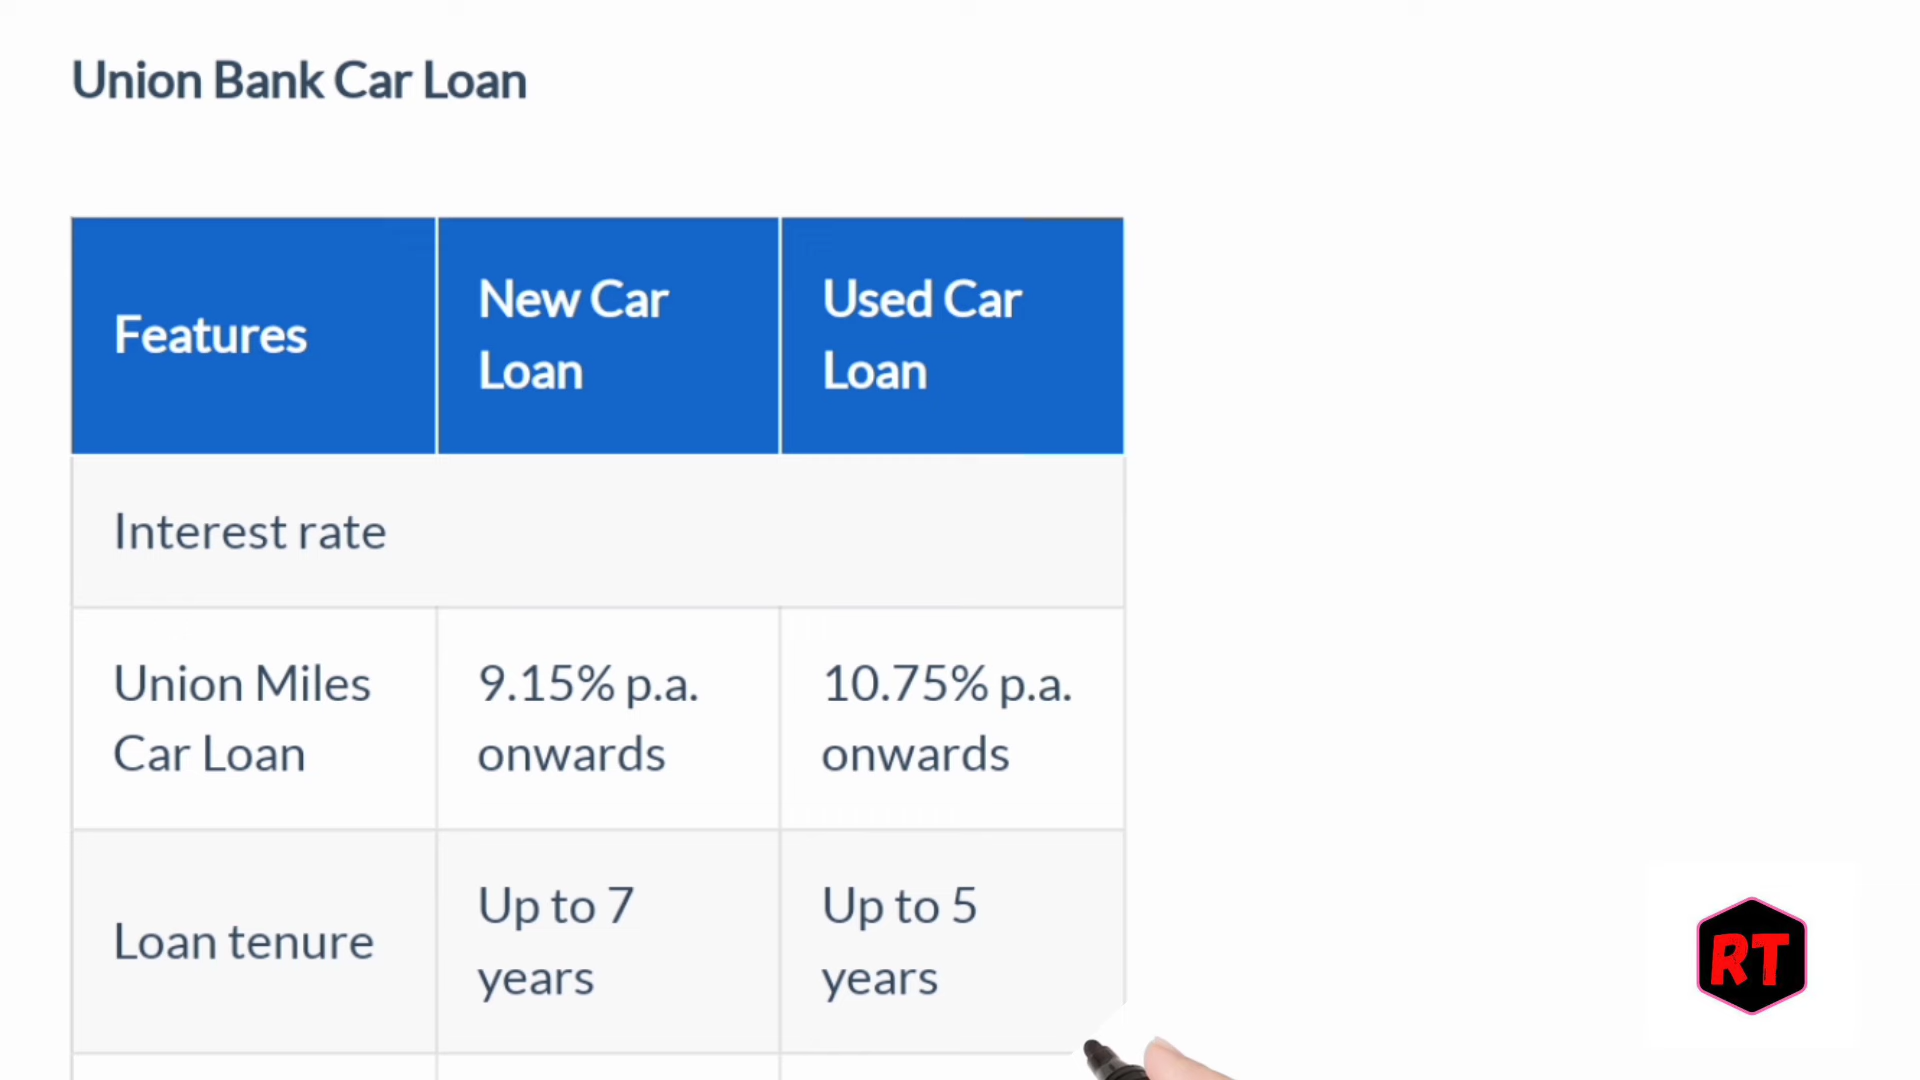 Union Bank Car Loan
Features
New Car
Loan
Used Car
Loan
Interest rate
Union Miles
Car Loan
9.15% p.a.
onwards
10.75% p.a.
onwards
Loan tenure
Up to 7
years
Up to 5
years
RT